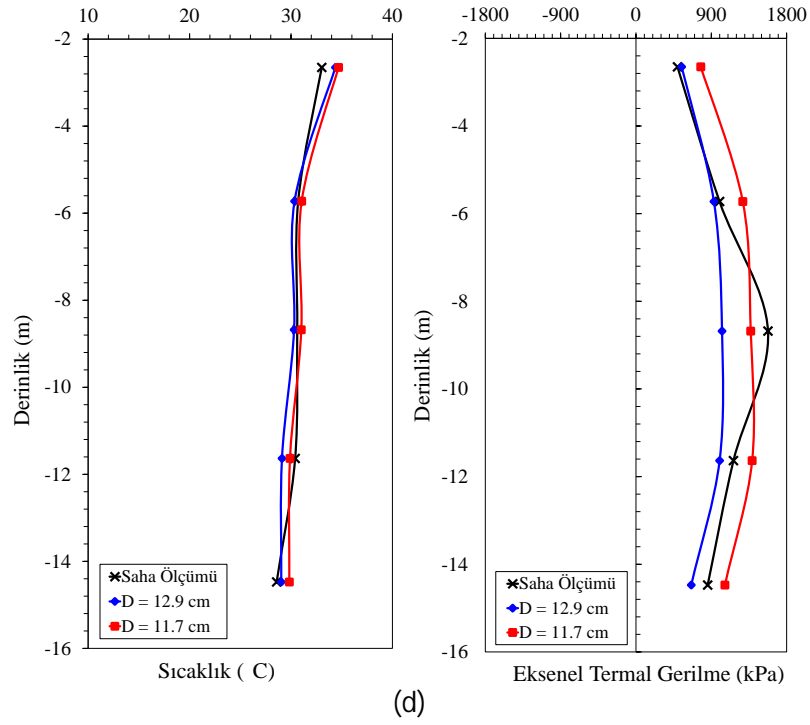 10 20 30 40
-2
-4
-6
-8
-10
-12
-14
-16
Derinlik (m)
Saha Ölçümü
D = 12.9 cm
D = 11.7 cm
Sıcaklık ( C)
-1800 -900 0 900 1800
-2
-4
-6
-8
-10
-12
-14
-16
Derinlik (m)
Saha Ölçümü
D = 12.9 cm
D = 11.7 cm
Eksenel Termal Gerilme (kPa)
(d)